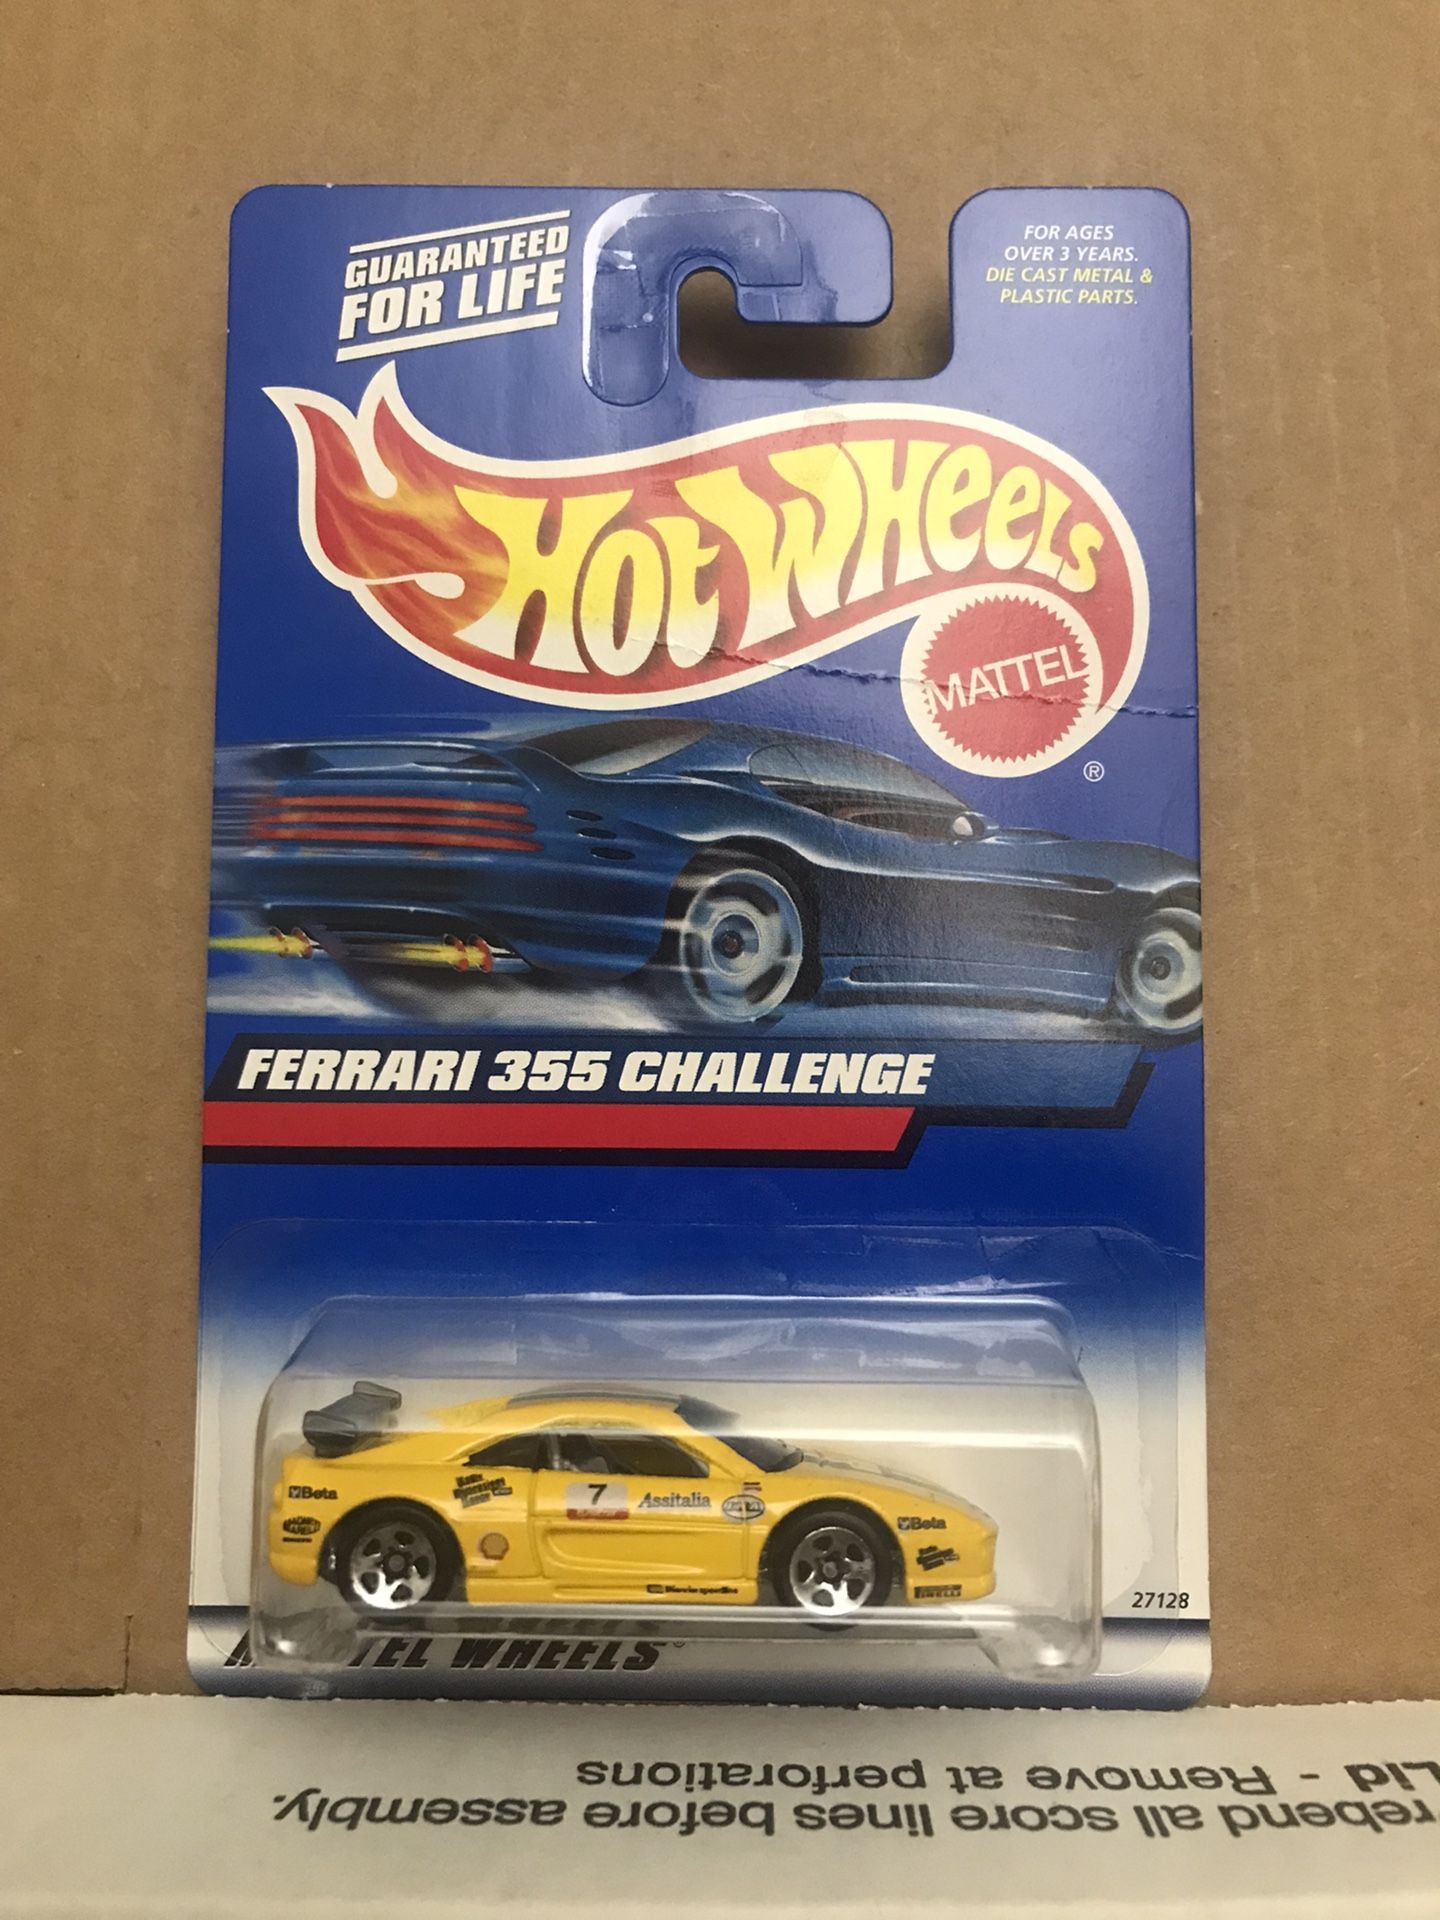 GUARANTEED
FOR LIFE
FOR AGES
OVER 3 YEARS.
DIE CAST METAL &
PLASTIC PARTS.
HOT WHEELS
MATTEL
®
FERRARI 355 CHALLENGE
Beta
7
Assitalia
Beta
PIRELLI
27128
WHEELS
Lid - Remove at perforations
rebend all score lines before assembly.